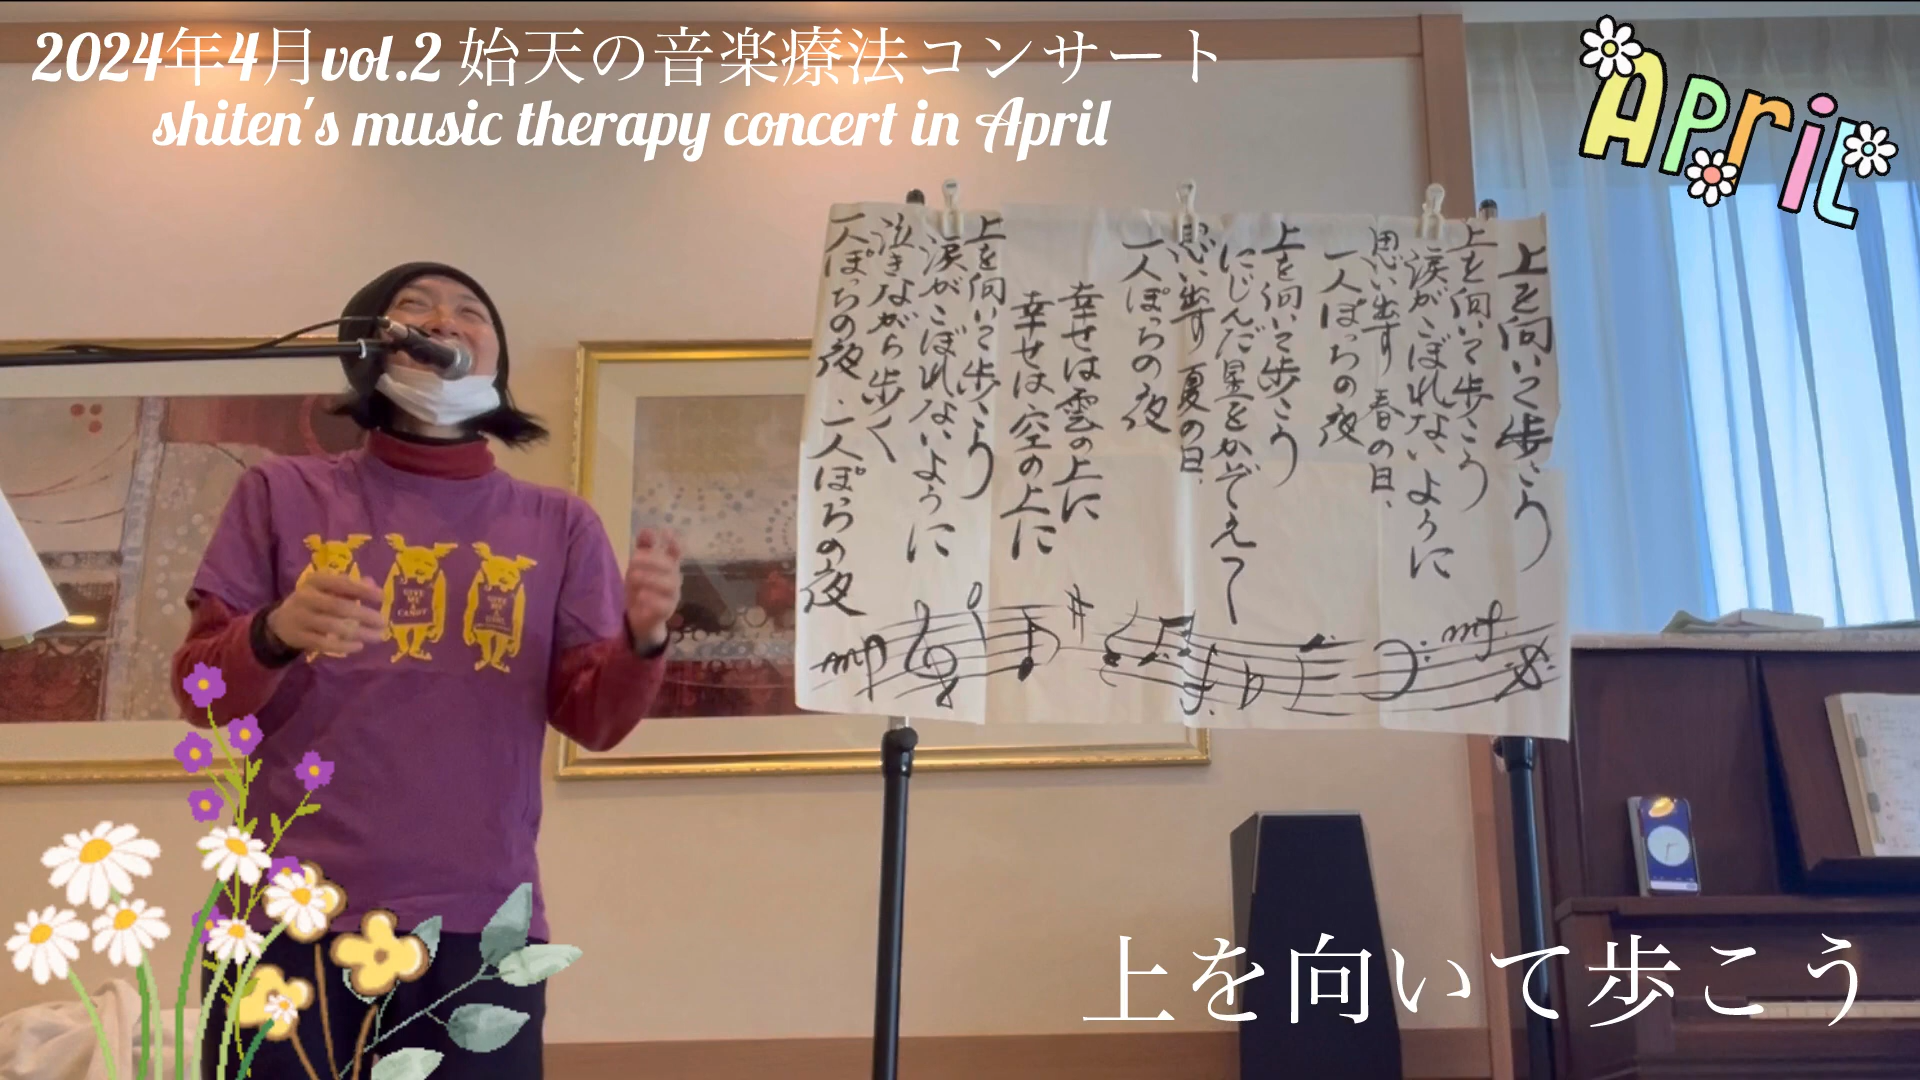 2024年4月vol.2 始天の音楽療法コンサート
shiten's music therapy concert in April
APRIL
上を向いて歩こう
上を向いて歩こう
涙がこぼれないように
思い出す 春の日、
一人ぽっちの夜
上を向いて歩こう
にじんだ星をかぞえて
思い出す 夏の日、
一人ぽっちの夜
幸せは雲の上に
幸せは空の上に
上を向いて歩こう
涙がこぼれないように
泣きながら歩く
一人ぽっちの夜、一人ぽっちの夜
mp
mf
GIVE
ME
A
CANDY
上を向いて歩こう